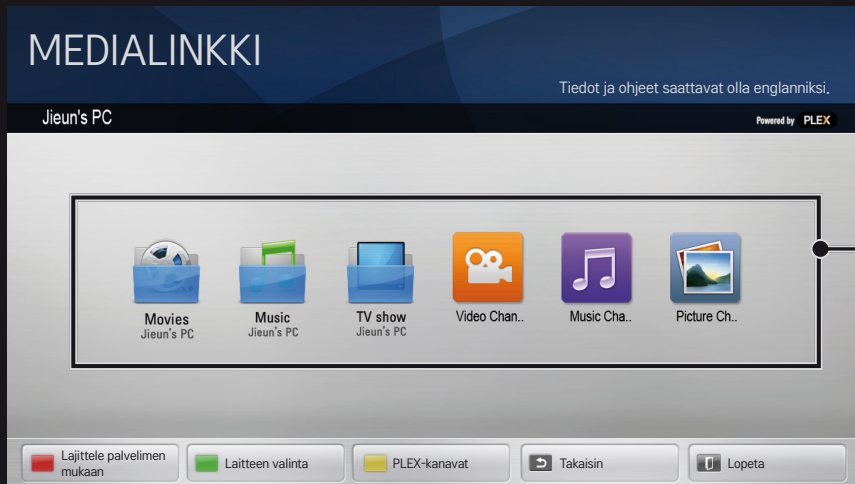 MEDIALINKKI
Tiedot ja ohjeet saattavat olla englanniksi.
Jieun's PC
Powered by PLEX
Movies
Jieun's PC
Music
Jieun's PC
TV show
Jieun's PC
Video Chan..
Music Cha..
Picture Ch..
Lajittele palvelimen
mukaan
Laitteen valinta
PLEX-kanavat
Takaisin
Lopeta